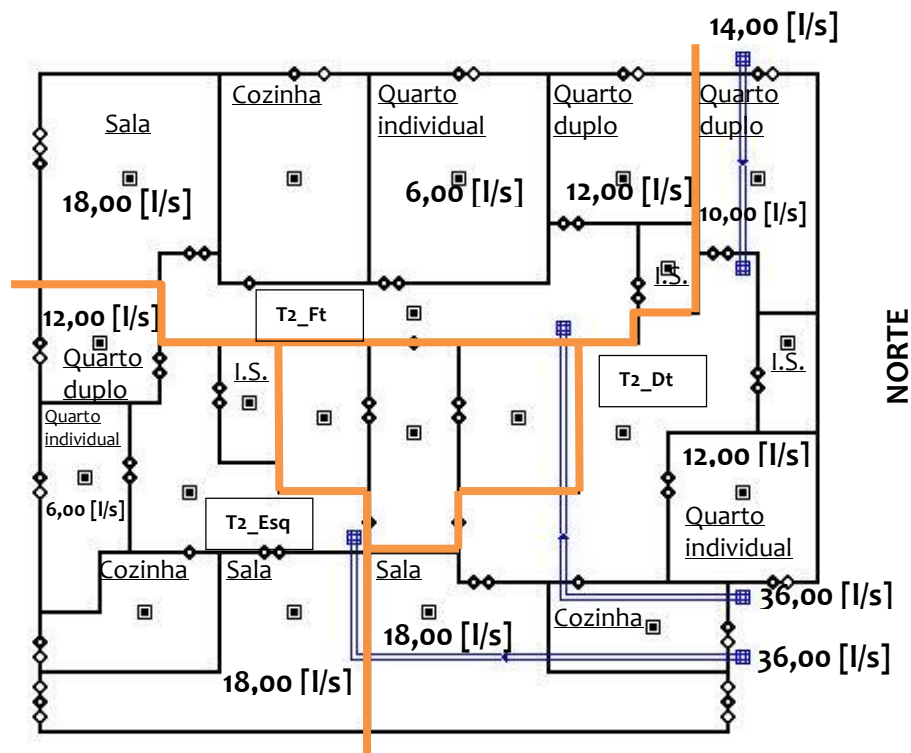 14,00 [l/s]
Sala
Cozinha
Quarto
individual
Quarto
duplo
Quarto
duplo
18,00 [l/s]
6,00 [l/s]
12,00 [l/s]
10,00 [l/s]
I.S.
T2_Ft
12,00 [l/s]
Quarto
duplo
I.S.
T2_Dt
I.S.
NORTE
Quarto
individual
6,00 [l/s]
12,00 [l/s]
Quarto
individual
T2_Esq
Cozinha
Sala
Sala
Cozinha
36,00 [l/s]
18,00 [l/s]
36,00 [l/s]
18,00 [l/s]